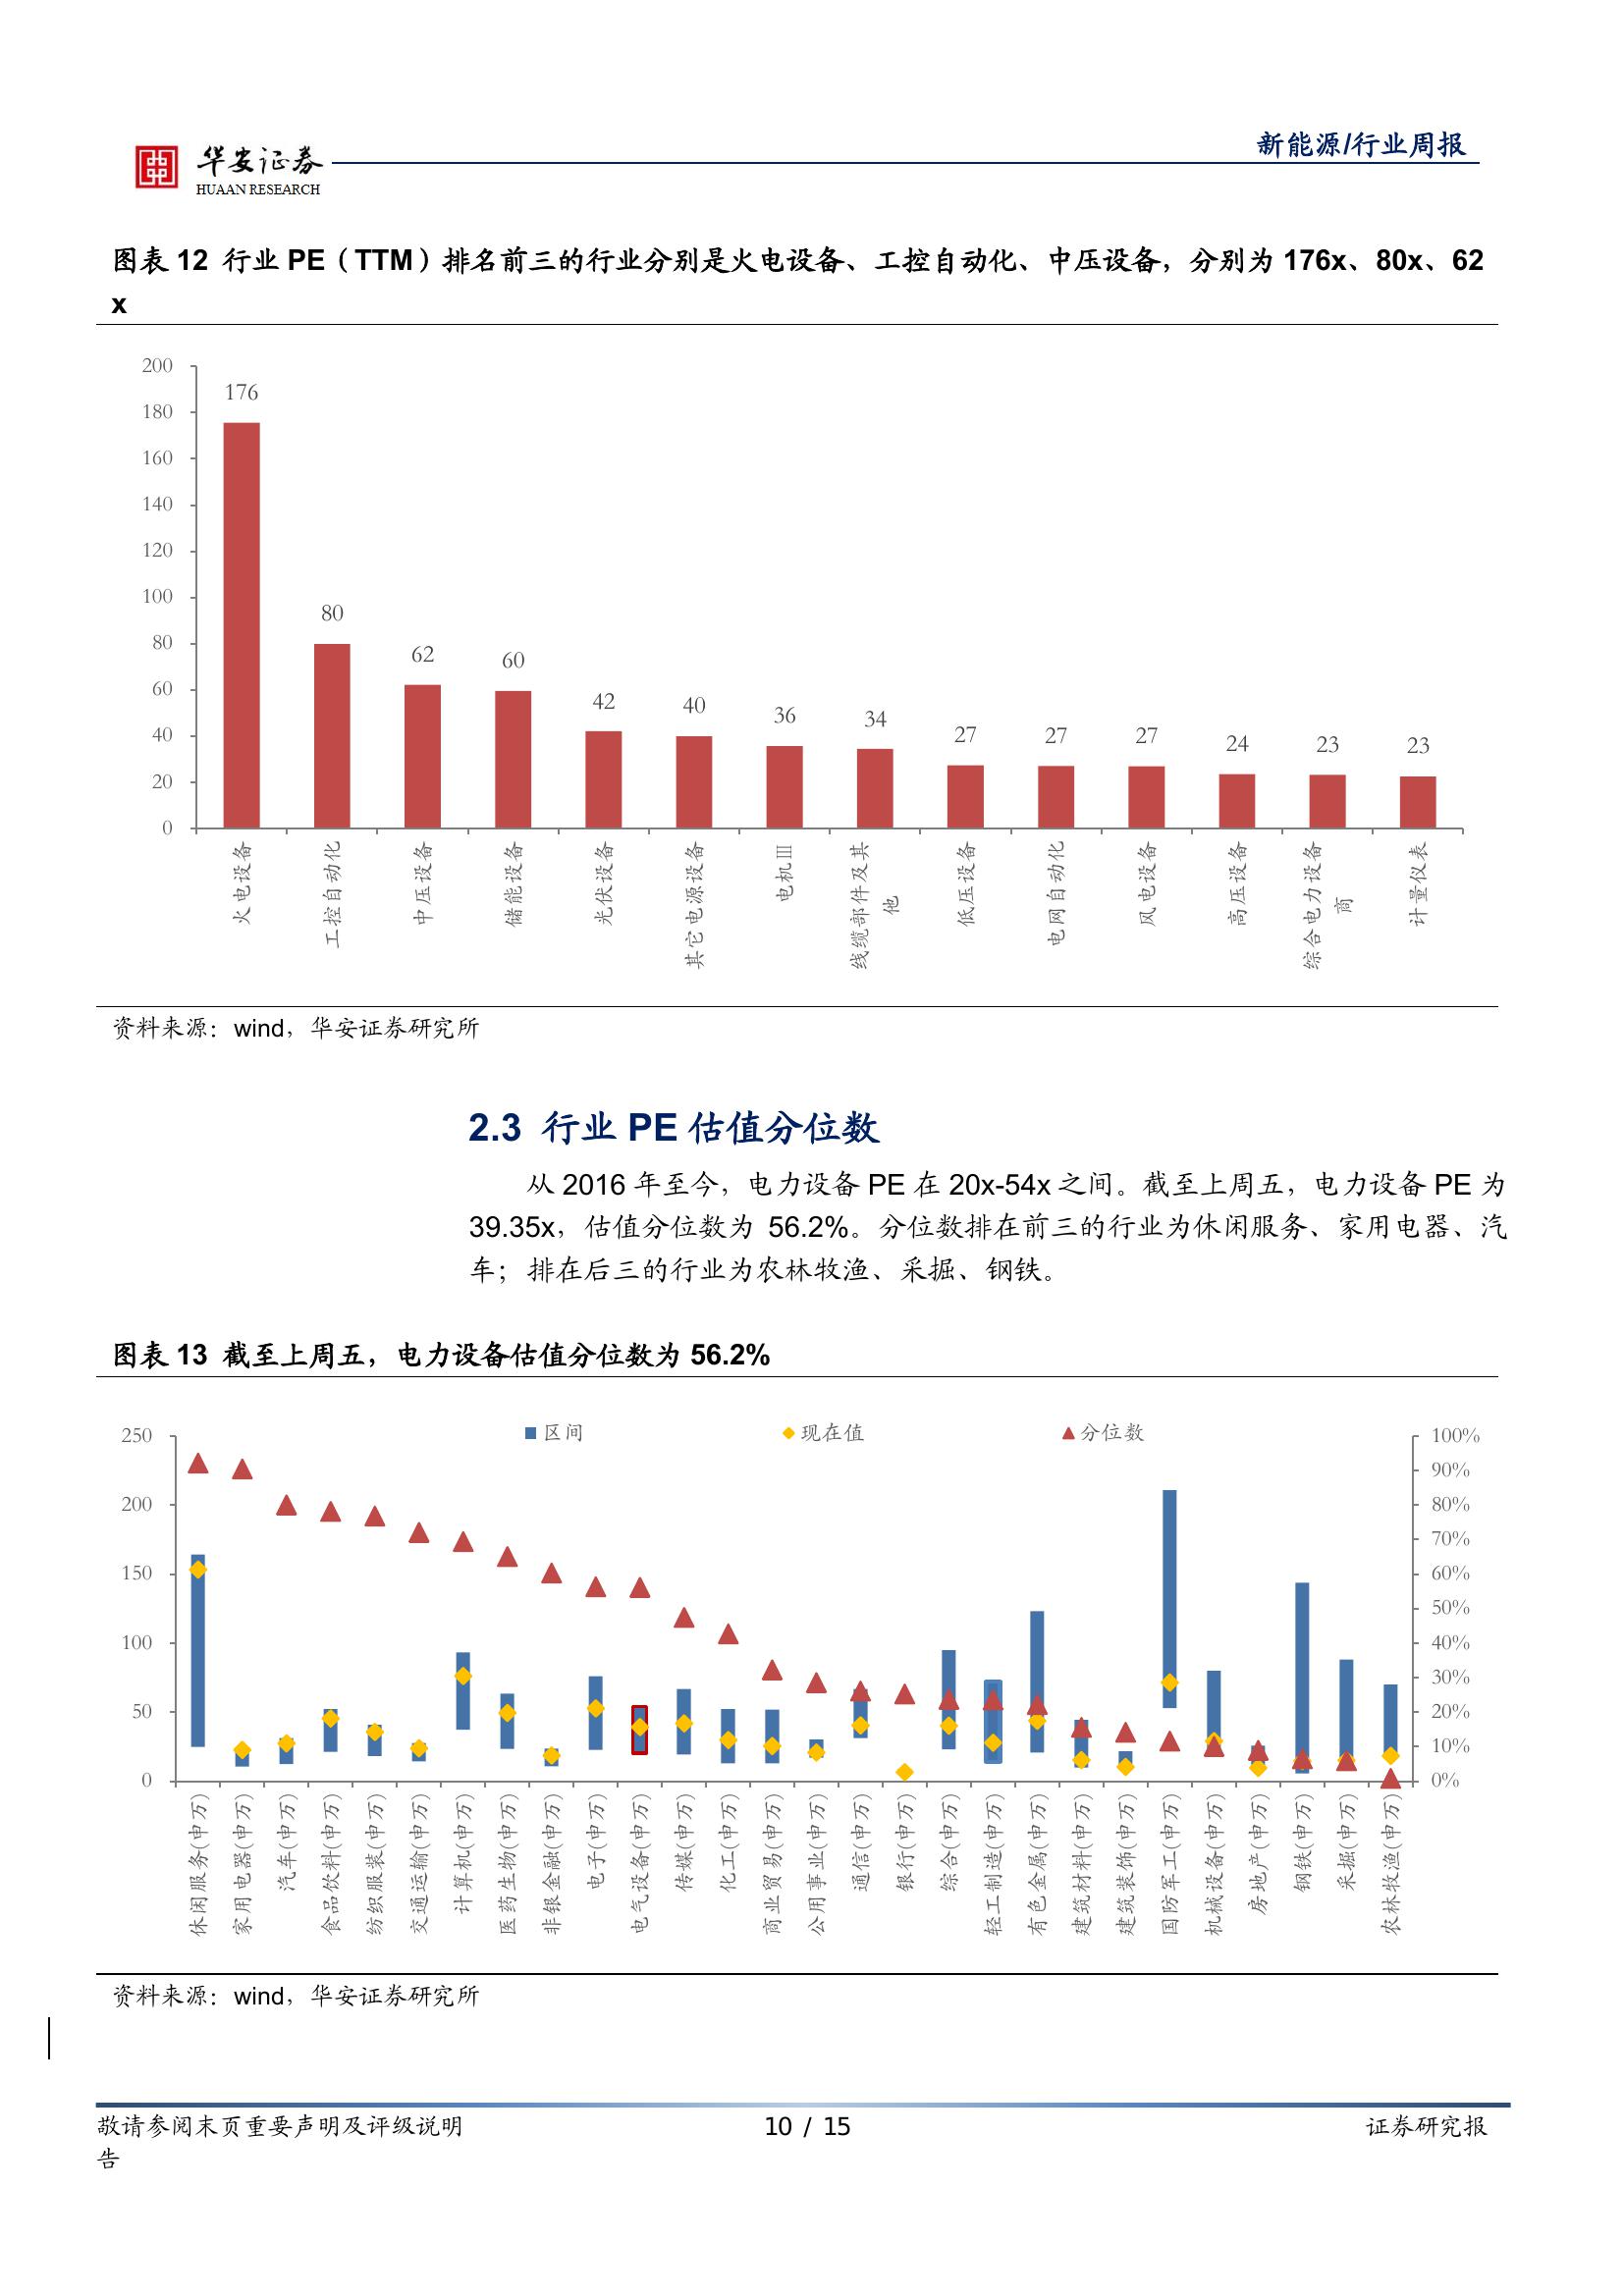 华安证券
HUAAN RESEARCH
新能源/行业周报
图表 12 行业 PE（TTM）排名前三的行业分别是火电设备、工控自动化、中压设备，分别为 176x、80x、62
x
200
180
160
140
120
100
80
60
40
20
0
176
80
62
60
42
40
36
34
27
27
27
24
23
23
火电设备
工控自动化
中压设备
储能设备
光伏设备
其它电源设备
电机Ⅲ
线缆部件及其
他
低压设备
电网自动化
风电设备
高压设备
综合电力设备
商
计量仪表
资料来源：wind，华安证券研究所
2.3 行业 PE 估值分位数
从 2016 年至今，电力设备 PE 在 20x-54x 之间。截至上周五，电力设备 PE 为
39.35x，估值分位数为 56.2%。分位数排在前三的行业为休闲服务、家用电器、汽
车；排在后三的行业为农林牧渔、采掘、钢铁。
图表 13 截至上周五，电力设备估值分位数为 56.2%
区间
现在值
分位数
250
200
150
100
50
0
100%
90%
80%
70%
60%
50%
40%
30%
20%
10%
0%
休闲服务(申万)
家用电器(申万)
汽车(申万)
食品饮料(申万)
纺织服装(申万)
交通运输(申万)
计算机(申万)
医药生物(申万)
非银金融(申万)
电子(申万)
电气设备(申万)
传媒(申万)
化工(申万)
商业贸易(申万)
公用事业(申万)
通信(申万)
银行(申万)
综合(申万)
轻工制造(申万)
有色金属(申万)
建筑材料(申万)
建筑装饰(申万)
国防军工(申万)
机械设备(申万)
房地产(申万)
钢铁(申万)
采掘(申万)
农林牧渔(申万)
资料来源：wind，华安证券研究所
敬请参阅末页重要声明及评级说明
10 / 15
证券研究报
告